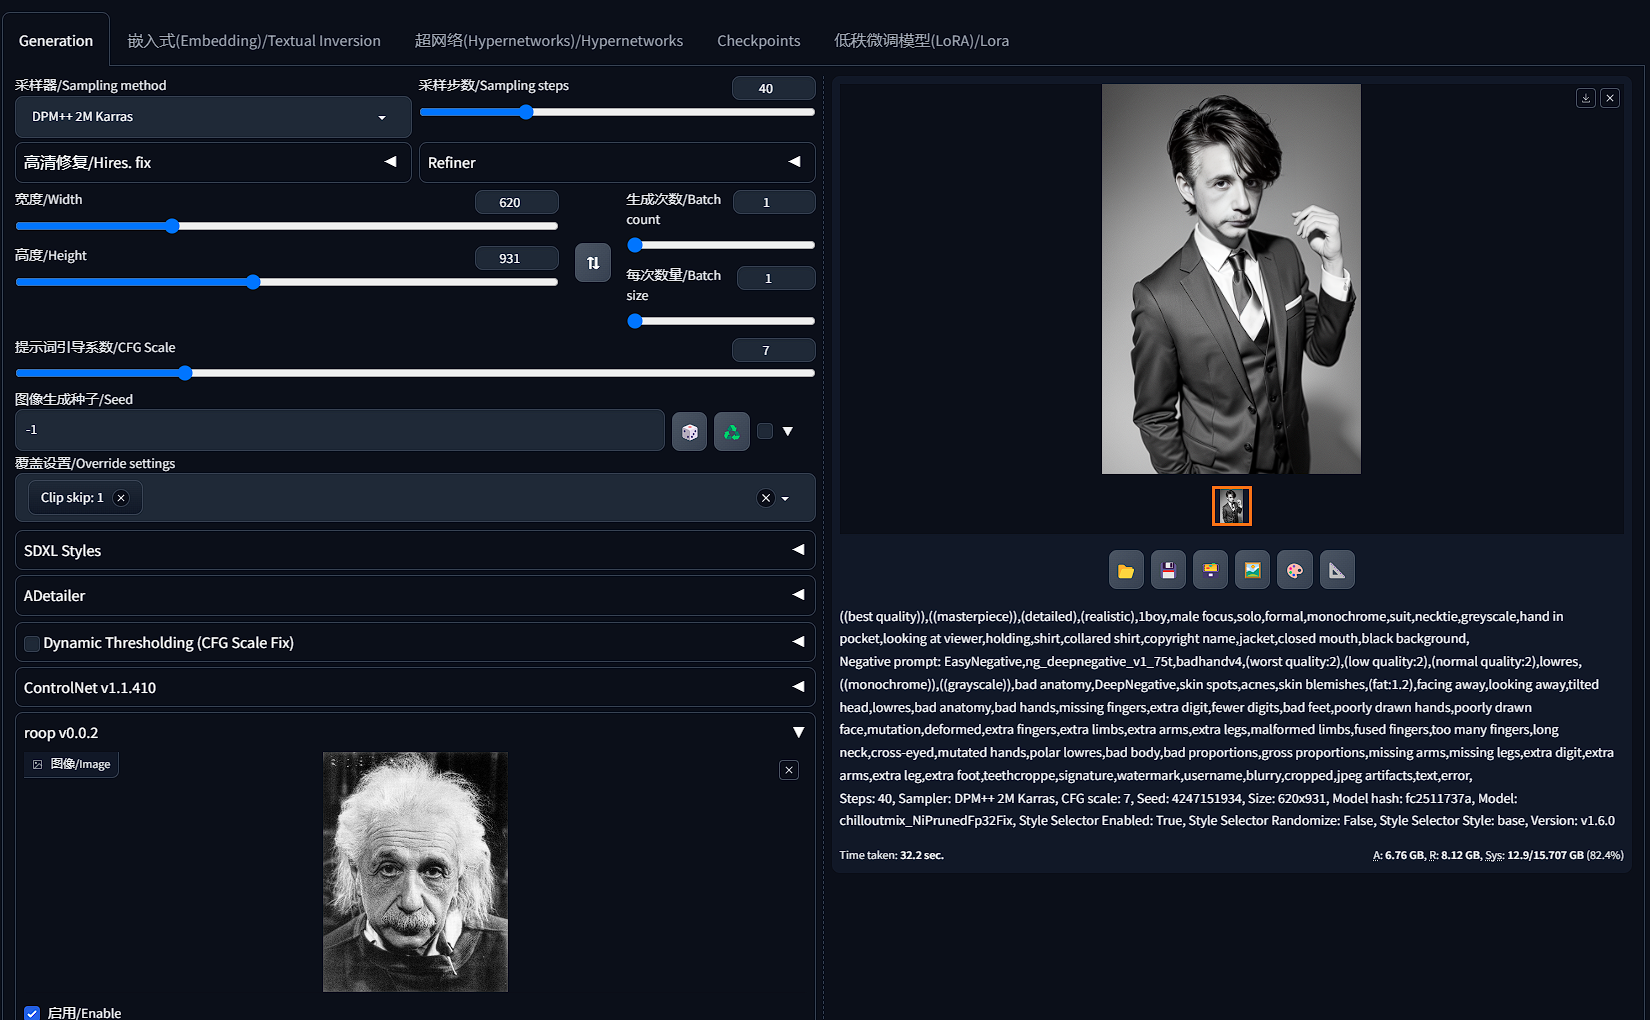 Generation
嵌入式(Embedding)/Textual Inversion
超网络(Hypernetworks)/Hypernetworks
Checkpoints
低秩微调模型(LoRA)/Lora
采样器/Sampling method
DPM++ 2M Karras
采样步数/Sampling steps
40
高清修复/Hires. fix
Refiner
宽度/Width
620
高度/Height
931
生成次数/Batch
count
1
每次数量/Batch
size
1
提示词引导系数/CFG Scale
7
图像生成种子/Seed
-1
覆盖设置/Override settings
Clip skip: 1
SDXL Styles
ADetailer
Dynamic Thresholding (CFG Scale Fix)
ControlNet v1.1.410
roop v0.0.2
图像/Image
启用/Enable
((best quality)),((masterpiece)),(detailed),(realistic),1boy,male focus,solo,formal,monochrome,suit,necktie,greyscale,hand in
pocket,looking at viewer,holding,shirt,collared shirt,copyright name,jacket,closed mouth,black background,
Negative prompt: EasyNegative,ng_deepnegative_v1_75t,badhandv4,(worst quality:2),(low quality:2),(normal quality:2),lowres,
((monochrome)),((grayscale)),bad anatomy,DeepNegative,skin spots,acnes,skin blemishes,(fat:1.2),facing away,looking away,tilted
head,lowres,bad anatomy,bad hands,missing fingers,extra digit,fewer digits,bad feet,poorly drawn hands,poorly drawn
face,mutation,deformed,extra fingers,extra limbs,extra arms,extra legs,malformed limbs,fused fingers,too many fingers,long
neck,cross-eyed,mutated hands,polar lowres,bad body,bad proportions,gross proportions,missing arms,missing legs,extra digit,extra
arms,extra leg,extra foot,teethcroppe,signature,watermark,username,blurry,cropped,jpeg artifacts,text,error,
Steps: 40, Sampler: DPM++ 2M Karras, CFG scale: 7, Seed: 4247151934, Size: 620x931, Model hash: fc2511737a, Model:
chilloutmix_NiPrunedFp32Fix, Style Selector Enabled: True, Style Selector Randomize: False, Style Selector Style: base, Version: v1.6.0
Time taken: 32.2 sec.
A: 6.76 GB, R: 8.12 GB, Sys: 12.9/15.707 GB (82.4%)